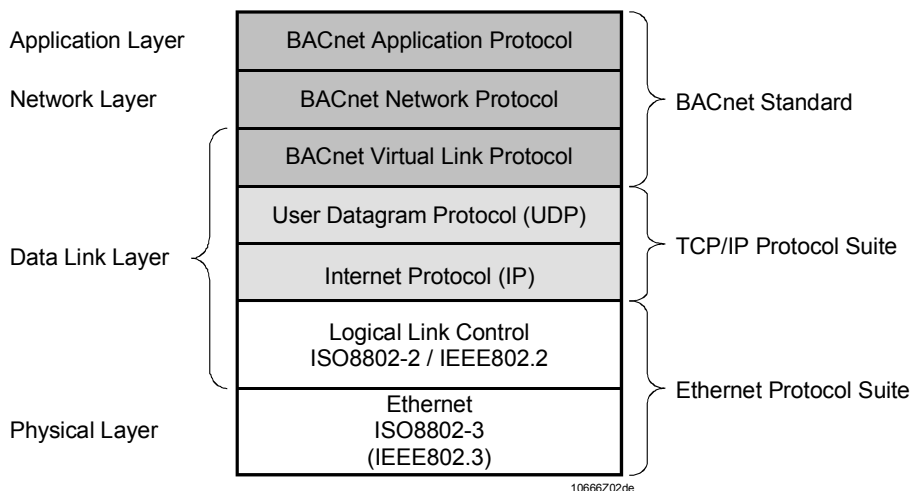 Application Layer
BACnet Application Protocol
Network Layer
BACnet Network Protocol
BACnet Standard
BACnet Virtual Link Protocol
User Datagram Protocol (UDP)
Data Link Layer
TCP/IP Protocol Suite
Internet Protocol (IP)
Logical Link Control
ISO8802-2 / IEEE802.2
Ethernet Protocol Suite
Physical Layer
Ethernet
ISO8802-3
(IEEE802.3)
10666Z02de